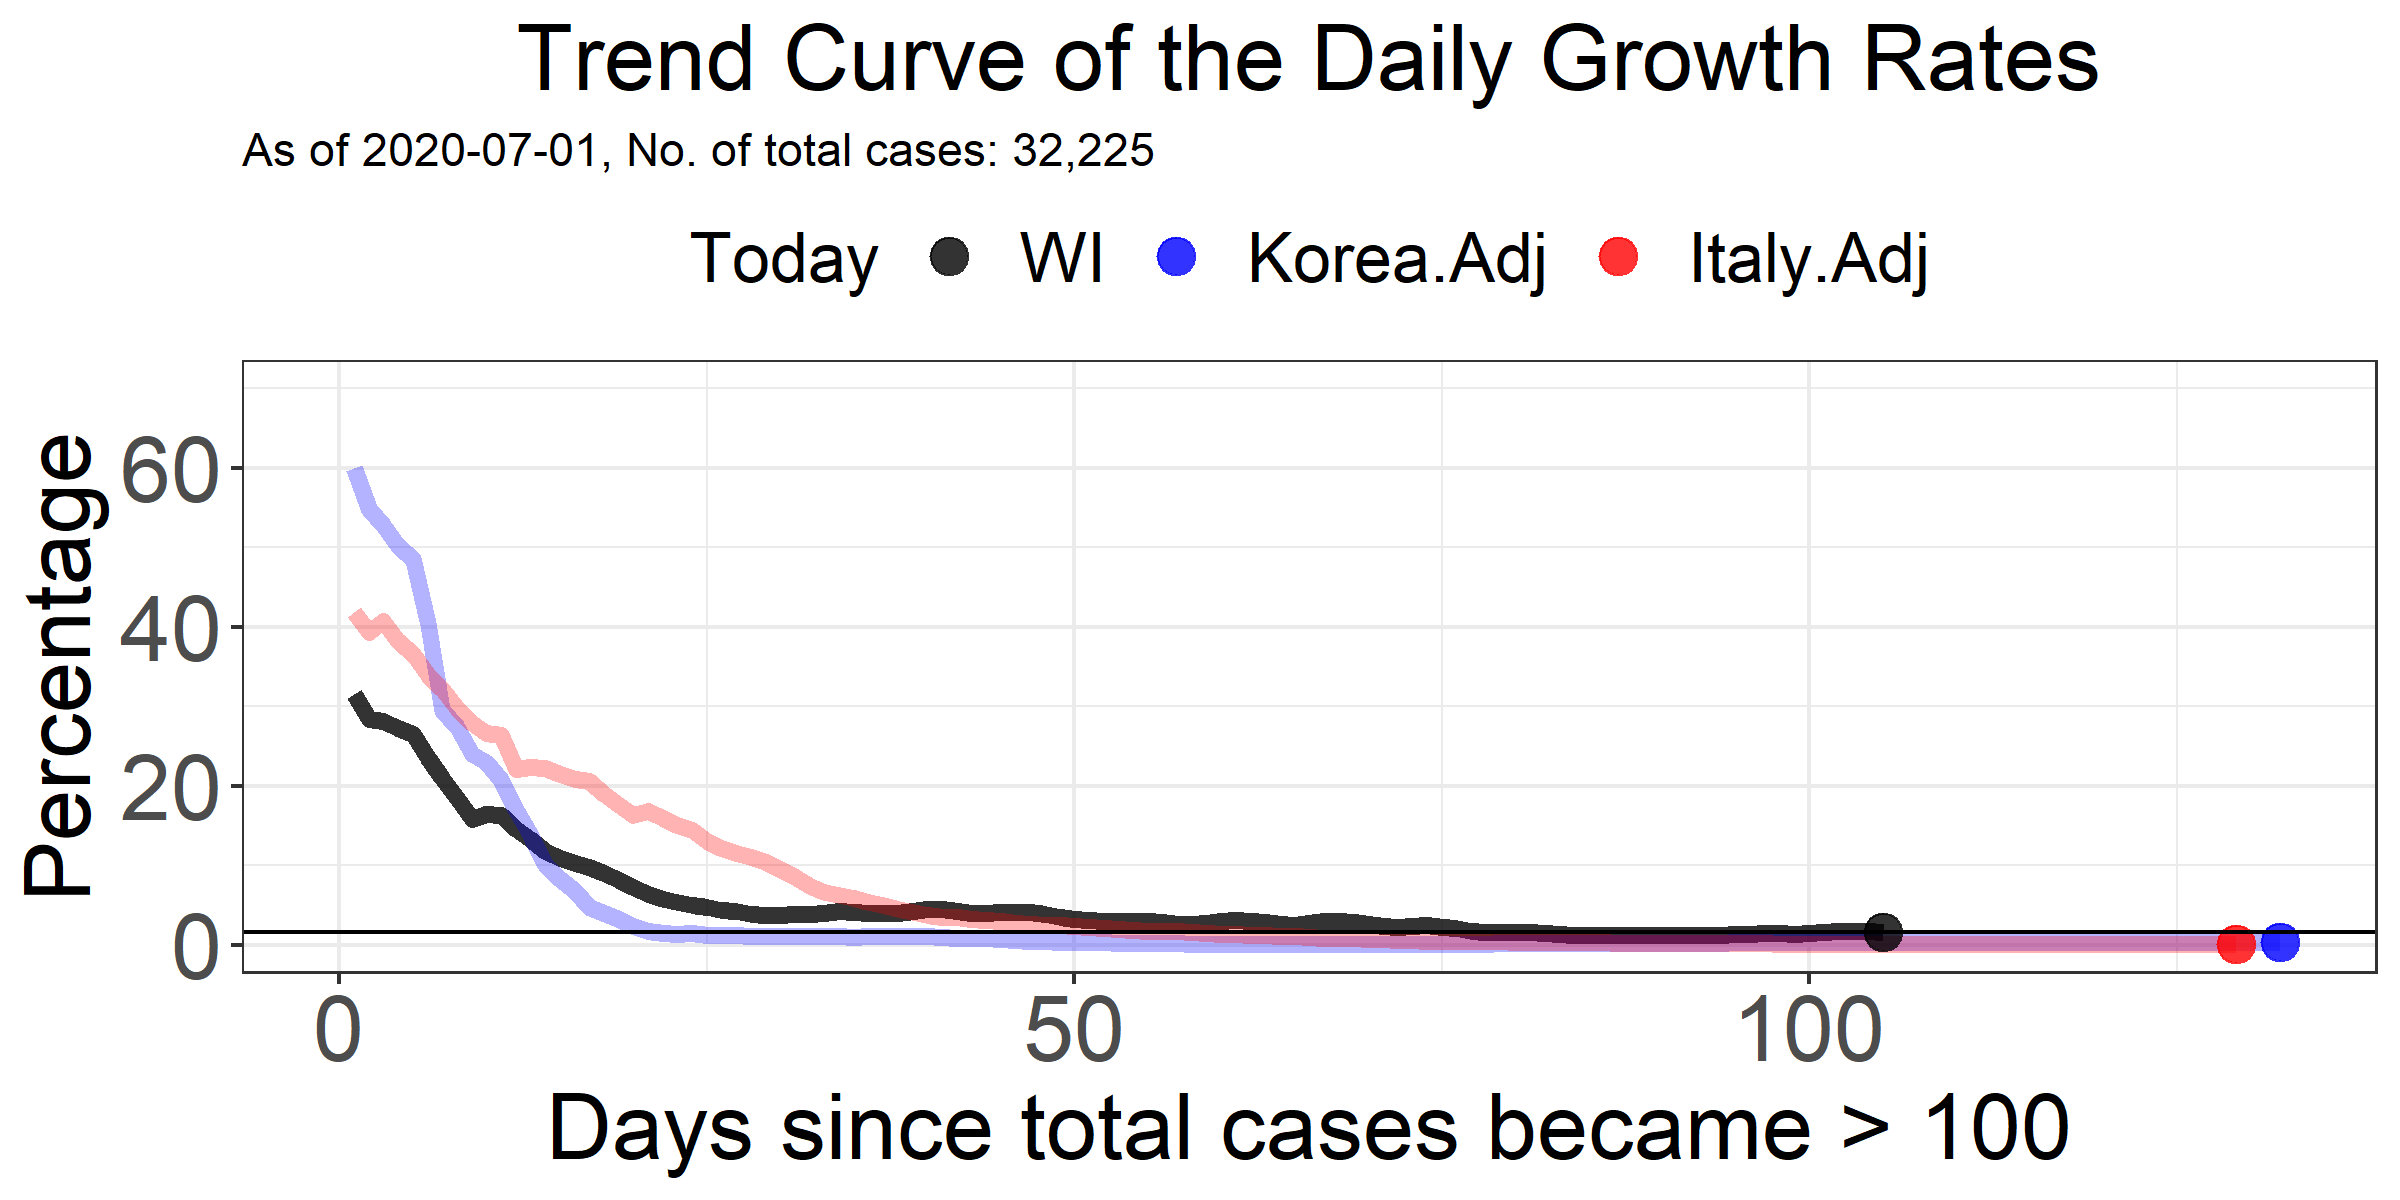 Trend Curve of the Daily Growth Rates
As of 2020-07-01, No. of total cases: 32,225
Today WI Korea.Adj Italy.Adj
Percentage
60
40
20
0
0 50 100
Days since total cases became > 100